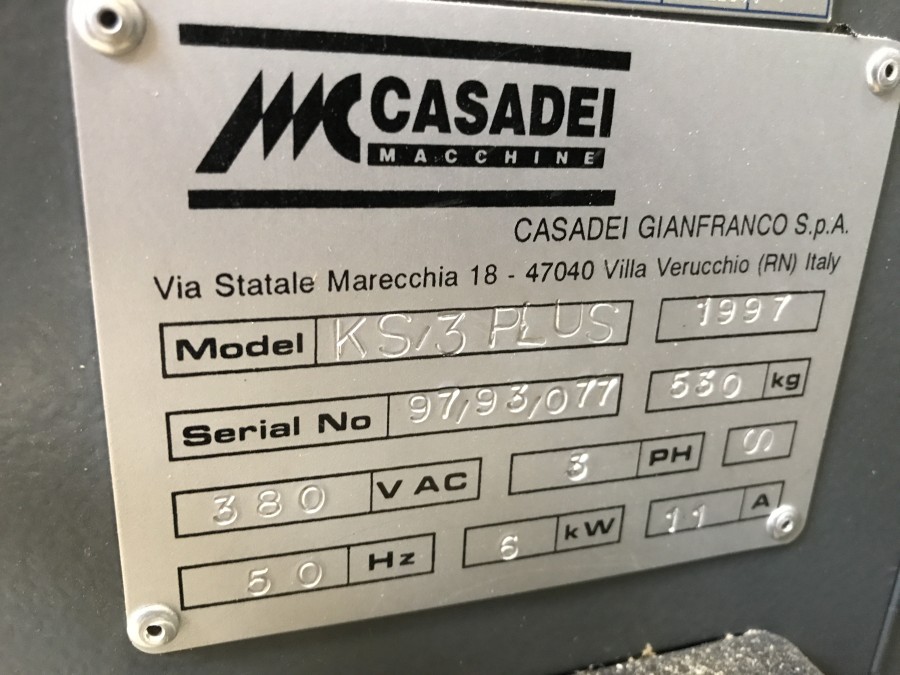 CASADEI
MACCHINE
CASADEI GIANFRANCO S.p.A.
Via Statale Marecchia 18 - 47040 Villa Verucchio (RN) Italy
Model KS/3 PLUS 1997
Serial No 97/93/077 530 kg
380 V AC 3 PH S
50 Hz 6 kW 11 A